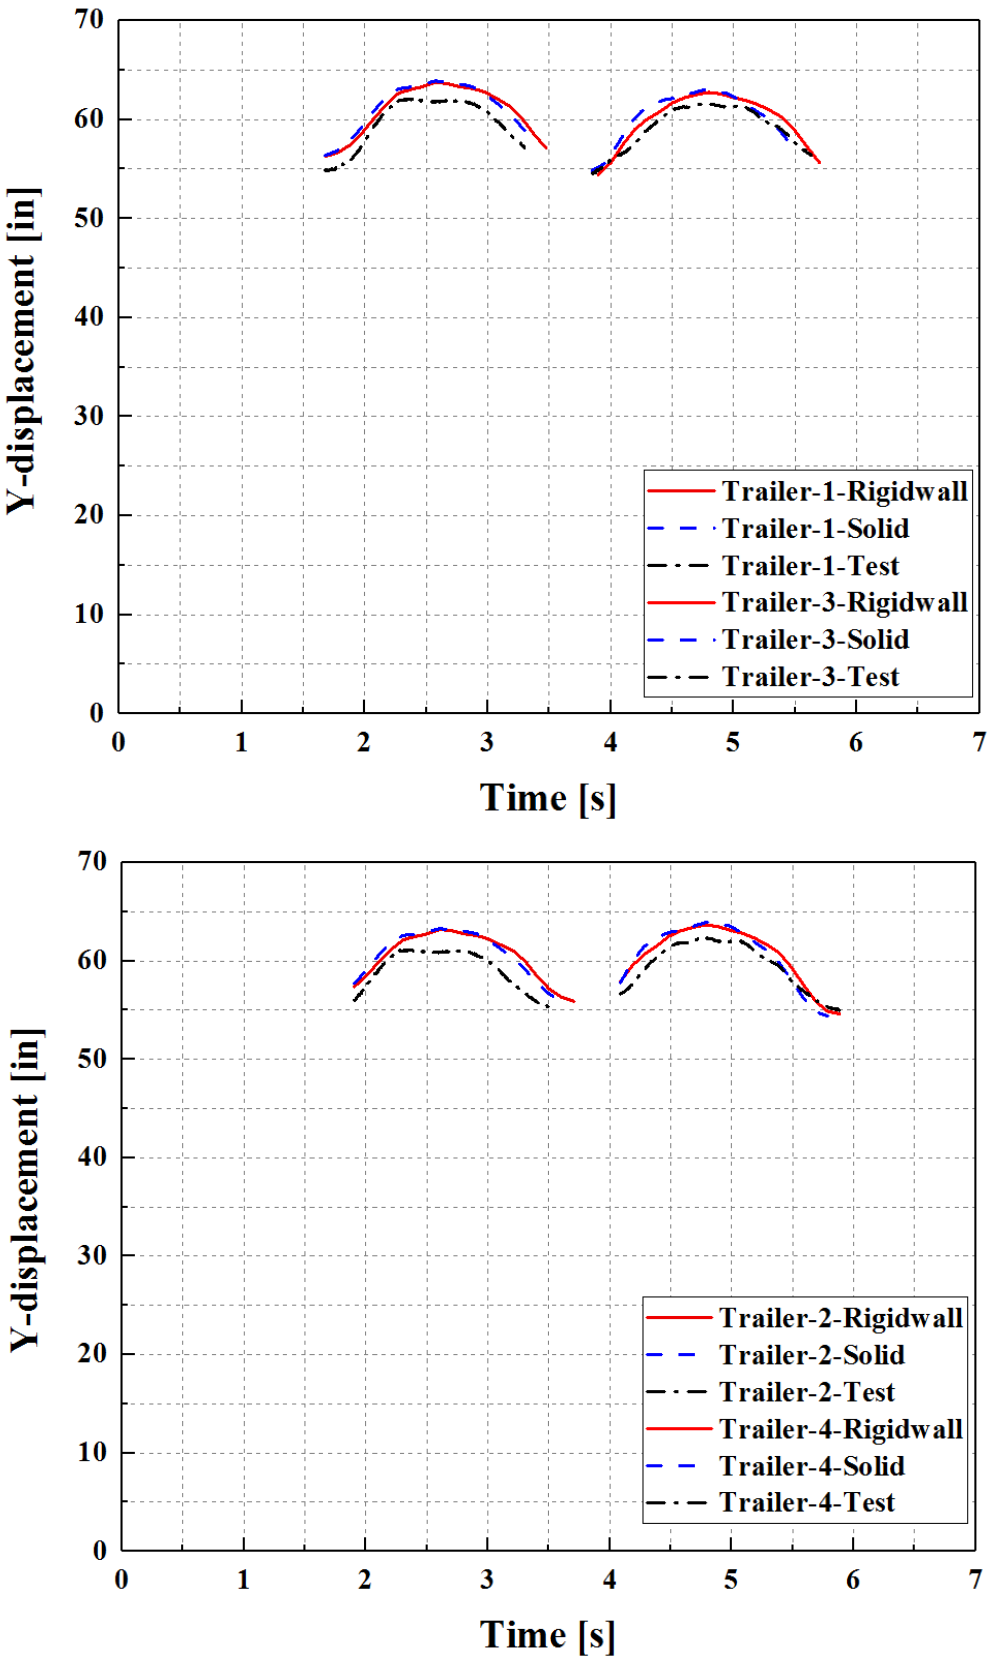 70
60
50
40
30
20
10
0
Y-displacement [in]
Trailer-1-Rigidwall
Trailer-1-Solid
Trailer-1-Test
Trailer-3-Rigidwall
Trailer-3-Solid
Trailer-3-Test
0 1 2 3 4 5 6 7
Time [s]
70
60
50
40
30
20
10
0
Y-displacement [in]
Trailer-2-Rigidwall
Trailer-2-Solid
Trailer-2-Test
Trailer-4-Rigidwall
Trailer-4-Solid
Trailer-4-Test
0 1 2 3 4 5 6 7
Time [s]